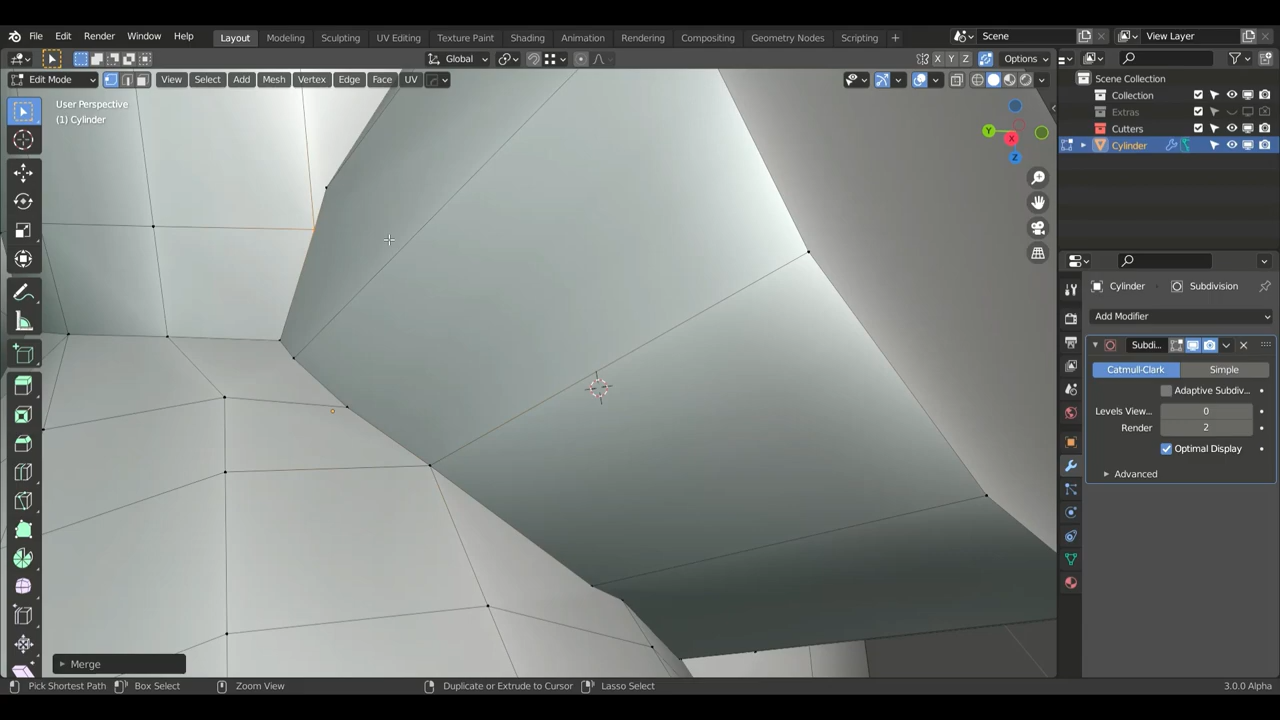 File Edit Render Window Help Layout Modeling Sculpting UV Editing Texture Paint Shading Animation Rendering Compositing Geometry Nodes Scripting + Scene View Layer
Global X Y Z Options
Edit Mode View Select Add Mesh Vertex Edge Face UV
User Perspective
(1) Cylinder
Y X Z
Scene Collection
Collection
Extras
Cutters
Cylinder
Cylinder Subdivision
Add Modifier
Subdi...
Catmull-Clark Simple
Adaptive Subdiv...
Levels View... 0
Render 2
Optimal Display
Advanced
Merge
Pick Shortest Path Box Select Zoom View Duplicate or Extrude to Cursor Lasso Select 3.0.0 Alpha